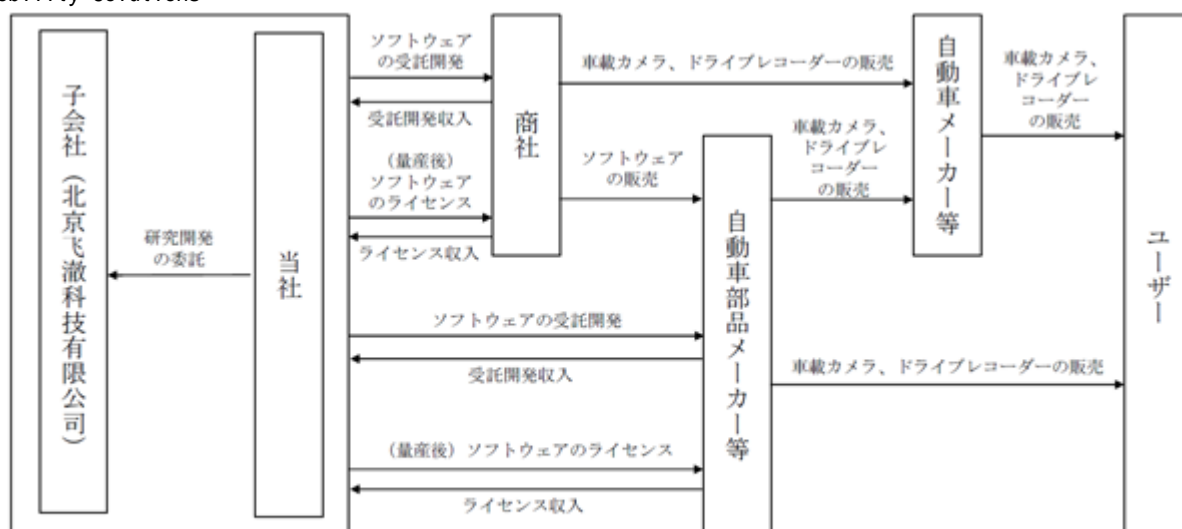 子会社（北京飞澈科技有限公司）
研究開発
の委託
当社
ソフトウェア
の受託開発
受託開発収入
（量産後）
ソフトウェア
のライセンス
ライセンス収入
ソフトウェアの受託開発
受託開発収入
（量産後）ソフトウェアのライセンス
ライセンス収入
商社
車載カメラ、ドライブレコーダーの販売
ソフトウェア
の販売
自動車部品メーカー等
車載カメラ、
ドライブレ
コーダー
の販売
車載カメラ、ドライブレコーダーの販売
自動車メーカー等
車載カメラ、
ドライブレ
コーダー
の販売
ユーザー